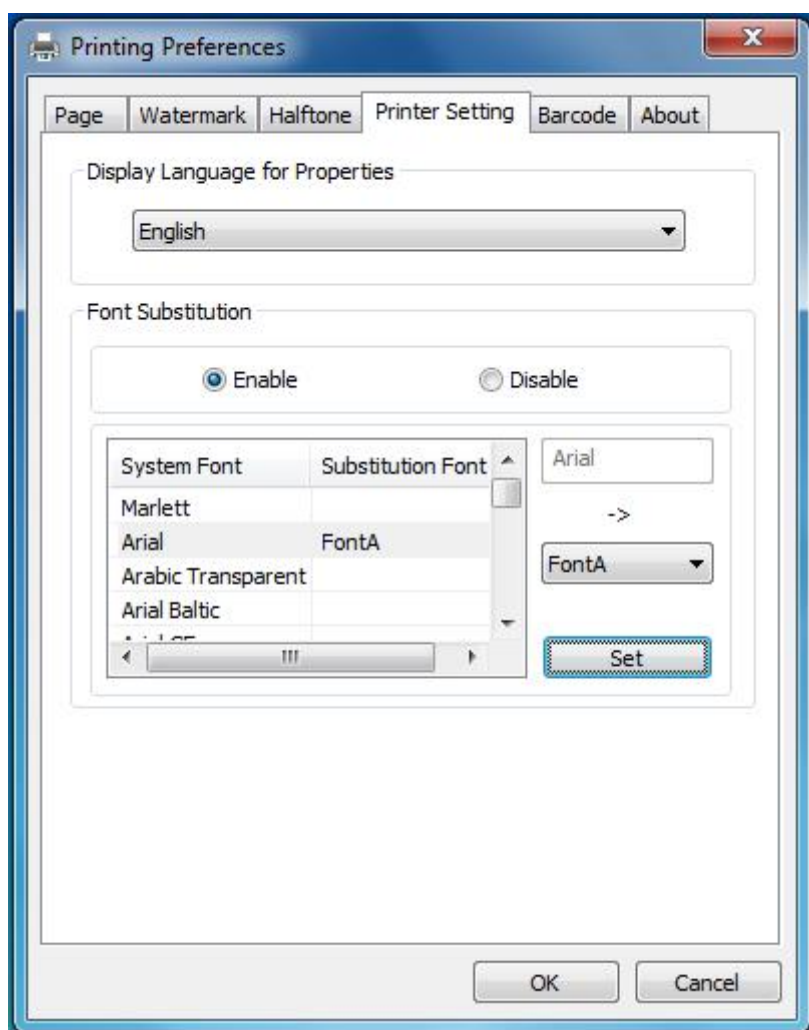 Printing Preferences
Page Watermark Halftone Printer Setting Barcode About
Display Language for Properties
English
Font Substitution
Enable Disable
System Font Substitution Font
Marlett
Arial FontA
Arabic Transparent
Arial Baltic
Arial
->
FontA
Set
OK Cancel